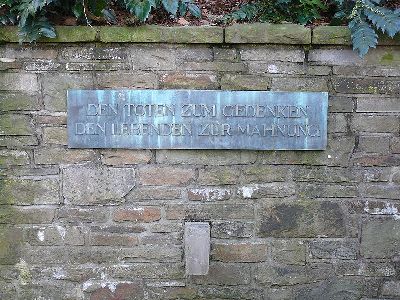 DEN TOTEN ZUM GEDENKEN
DEN LEBENDEN ZUR MAHNUNG